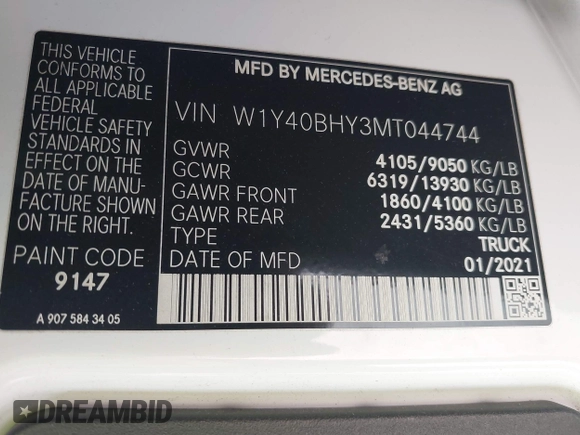 THIS VEHICLE
CONFORMS TO
ALL APPLICABLE
FEDERAL
MOTOR
VEHICLE SAFETY
STANDARDS IN
EFFECT ON THE
DATE OF MANU-
FACTURE SHOWN
ON THE RIGHT.
PAINT CODE
9147
A 907 584 34 05
MFD BY MERCEDES-BENZ AG
VIN W1Y40BHY3MT044744
GVWR 4105/9050 KG/LB
GCWR 6319/13930 KG/LB
GAWR FRONT 1860/4100 KG/LB
GAWR REAR 2431/5360 KG/LB
TYPE TRUCK
DATE OF MFD 01/2021
DREAMBID